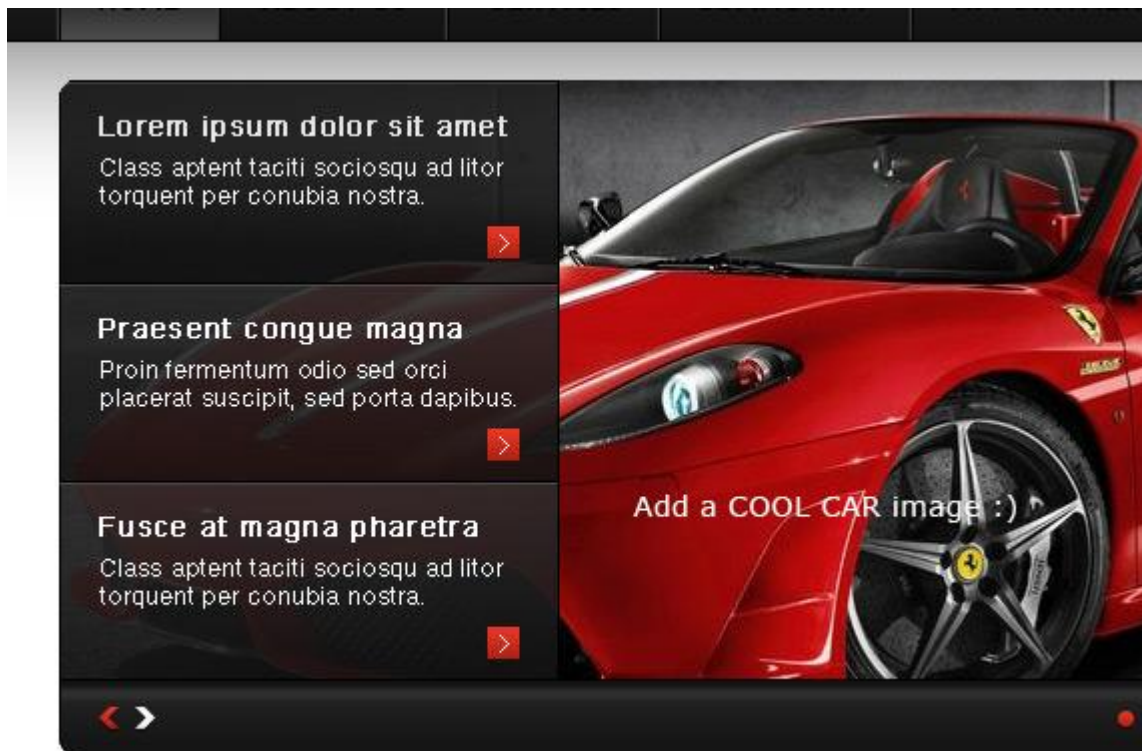 Lorem ipsum dolor sit amet
Class aptent taciti sociosqu ad litor
torquent per conubia nostra.
Praesent congue magna
Proin fermentum odio sed orci
placerat suscipit, sed porta dapibus.
Add a COOL CAR image :)
Fusce at magna pharetra
Class aptent taciti sociosqu ad litor
torquent per conubia nostra.